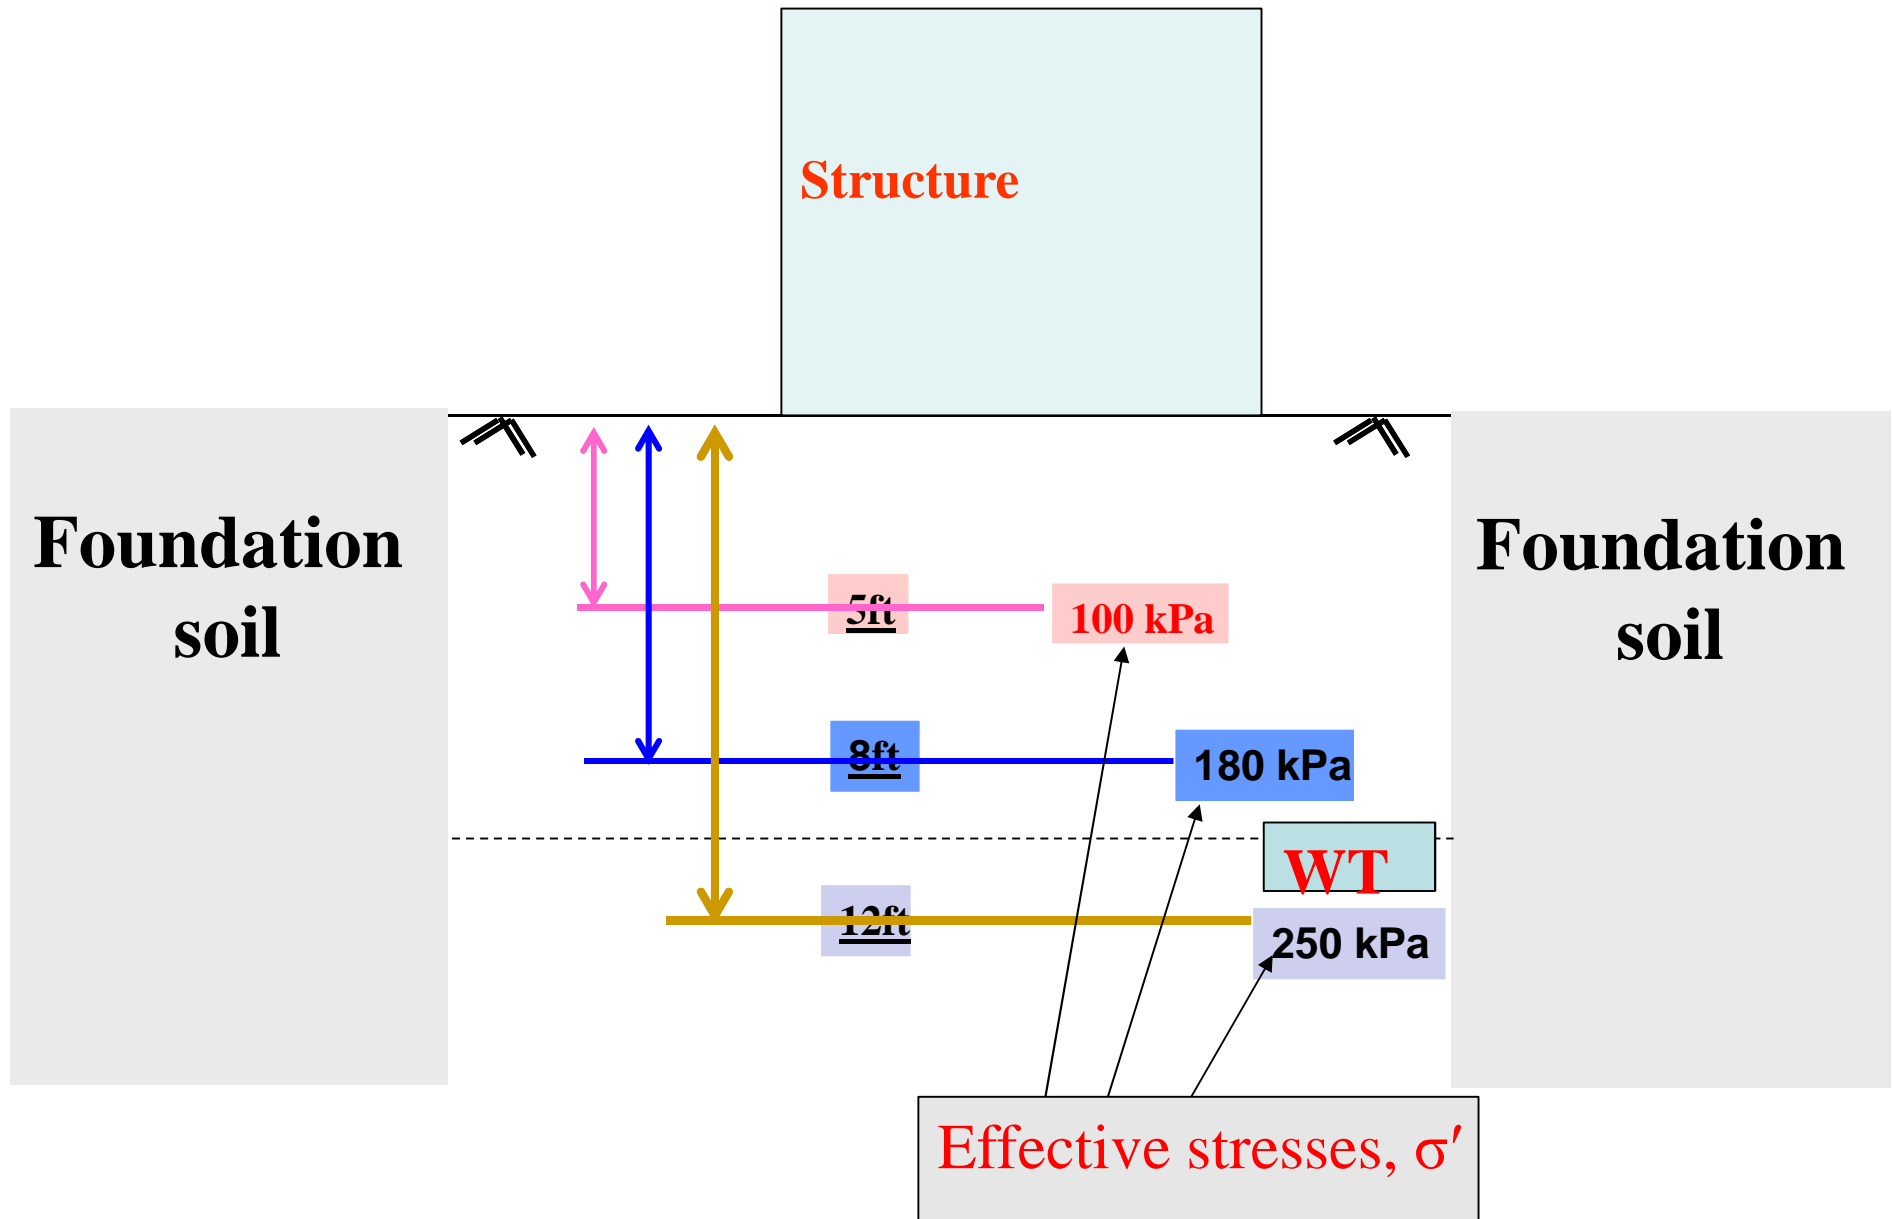 Structure
Foundation
soil
Foundation
soil
5ft
100 kPa
8ft
180 kPa
WT
12ft
250 kPa
Effective stresses, σ′